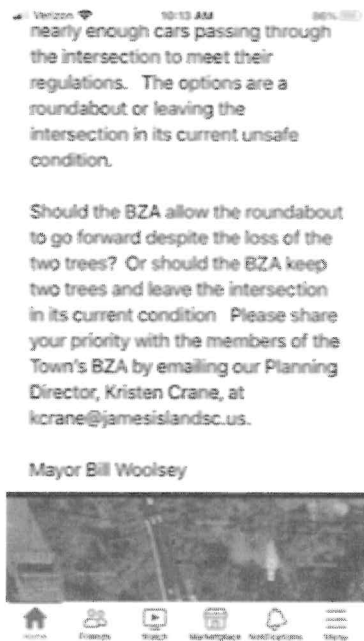 Verizon 10:13 AM 86%
nearly enough cars passing through
the intersection to meet their
regulations. The options are a
roundabout or leaving the
intersection in its current unsafe
condition.
Should the BZA allow the roundabout
to go forward despite the loss of the
two trees? Or should the BZA keep
two trees and leave the intersection
in its current condition Please share
your priority with the members of the
Town's BZA by emailing our Planning
Director, Kristen Crane, at
kcrane@jamesislandsc.us.
Mayor Bill Woolsey
Home Friends Watch Marketplace Notifications Menu